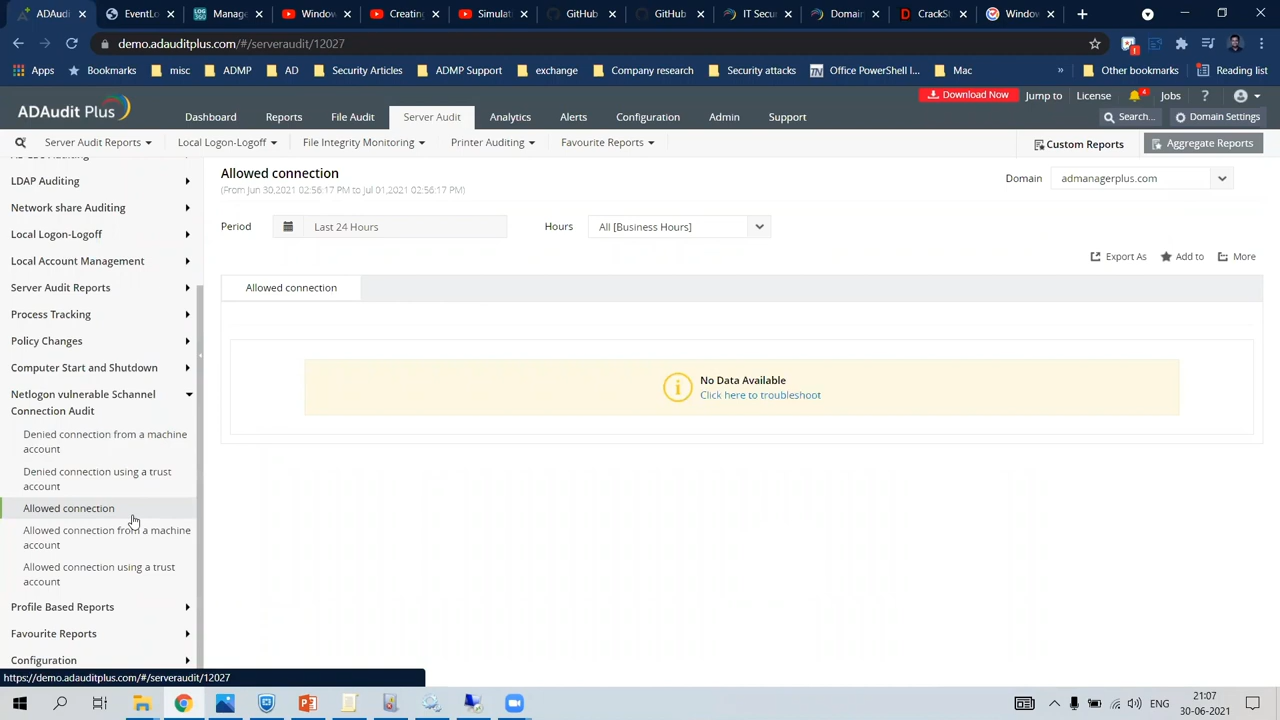 EventLo
Manage
Window
Creating
Simulat
GitHub
GitHub
IT Secur
Domain
CrackSt
Window
demo.adauditplus.com/#/serveraudit/12027
Apps
Bookmarks
misc
ADMP
AD
Security Articles
ADMP Support
exchange
Company research
Security attacks
Office PowerShell l...
Mac
»
Other bookmarks
Reading list
ADAudit Plus
Download Now
Jump to
License
4
Jobs
?
Dashboard
Reports
File Audit
Server Audit
Analytics
Alerts
Configuration
Admin
Support
Search...
Domain Settings
Server Audit Reports
Local Logon-Logoff
File Integrity Monitoring
Printer Auditing
Favourite Reports
Custom Reports
Aggregate Reports
LDAP Auditing
Network share Auditing
Local Logon-Logoff
Local Account Management
Server Audit Reports
Process Tracking
Policy Changes
Computer Start and Shutdown
Netlogon vulnerable Schannel
Connection Audit
Denied connection from a machine
account
Denied connection using a trust
account
Allowed connection
Allowed connection from a machine
account
Allowed connection using a trust
account
Profile Based Reports
Favourite Reports
Configuration
Allowed connection
(From Jun 30,2021 02:56:17 PM to Jul 01,2021 02:56:17 PM)
Domain
admanagerplus.com
Period
Last 24 Hours
Hours
All [Business Hours]
Export As
Add to
More
Allowed connection
No Data Available
Click here to troubleshoot
https://demo.adauditplus.com/#/serveraudit/12027
ENG
21:07
30-06-2021